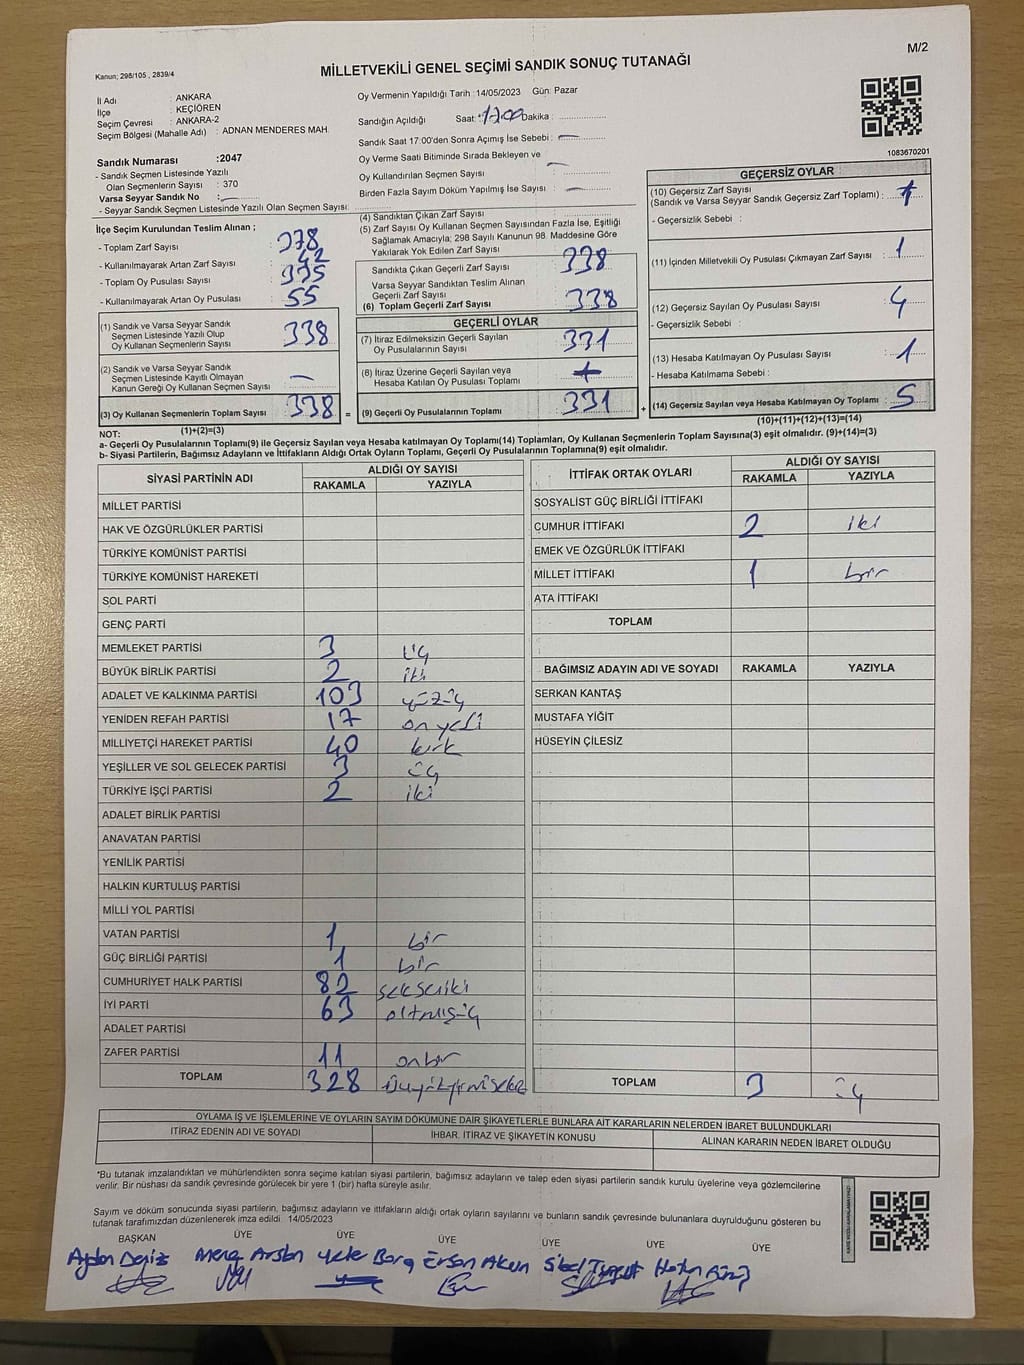 M/2
Kanun; 298/105 , 2839/4
MİLLETVEKİLİ GENEL SEÇİMİ SANDIK SONUÇ TUTANAĞI
İl Adı : ANKARA
İlçe : KEÇİÖREN
Seçim Çevresi : ANKARA-2
Seçim Bölgesi (Mahalle Adı) : ADNAN MENDERES MAH.
Sandık Numarası :2047
- Sandık Seçmen Listesinde Yazılı
Olan Seçmenlerin Sayısı : 370
Varsa Seyyar Sandık No :
- Seyyar Sandık Seçmen Listesinde Yazılı Olan Seçmen Sayısı:
Oy Vermenin Yapıldığı Tarih :14/05/2023 Gün: Pazar
Sandığın Açıldığı Saat: 17:00 Dakika :
Sandık Saat 17:00'den Sonra Açımış İse Sebebi :
Oy Verme Saati Bitiminde Sırada Bekleyen ve
Oy Kullandırılan Seçmen Sayısı :
Birden Fazla Sayım Döküm Yapılmış İse Sayısı :
1083670201
İlçe Seçim Kurulundan Teslim Alınan ;
- Toplam Zarf Sayısı : 378
- Kullanılmayarak Artan Zarf Sayısı : 42
- Toplam Oy Pusulası Sayısı : 395
- Kullanılmayarak Artan Oy Pusulası : 55
(1) Sandık ve Varsa Seyyar Sandık
Seçmen Listesinde Yazılı Olup
Oy Kullanan Seçmenlerin Sayısı : 338
(2) Sandık ve Varsa Seyyar Sandık
Seçmen Listesinde Kayıtlı Olmayan
Kanun Gereği Oy Kullanan Seçmen Sayısı : —
(3) Oy Kullanan Seçmenlerin Toplam Sayısı : 338 =
(1)+(2)=(3)
(4) Sandıktan Çıkan Zarf Sayısı :
(5) Zarf Sayısı Oy Kullanan Seçmen Sayısından Fazla İse, Eşitliği
Sağlamak Amacıyla; 298 Sayılı Kanunun 98. Maddesine Göre
Yakılarak Yok Edilen Zarf Sayısı :
Sandıkta Çıkan Geçerli Zarf Sayısı : 338
Varsa Seyyar Sandıktan Teslim Alınan
Geçerli Zarf Sayısı
(6) Toplam Geçerli Zarf Sayısı : 338
GEÇERLİ OYLAR
(7) İtiraz Edilmeksizin Geçerli Sayılan
Oy Pusulalarının Sayısı : 331
(8) İtiraz Üzerine Geçerli Sayılan veya
Hesaba Katılan Oy Pusulası Toplamı :
(9) Geçerli Oy Pusulalarının Toplamı : 331 +
GEÇERSİZ OYLAR
(10) Geçersiz Zarf Sayısı
(Sandık ve Varsa Seyyar Sandık Geçersiz Zarf Toplamı) :
- Geçersizlik Sebebi :
(11) İçinden Milletvekili Oy Pusulası Çıkmayan Zarf Sayısı : 1
(12) Geçersiz Sayılan Oy Pusulası Sayısı : 4
- Geçersizlik Sebebi :
(13) Hesaba Katılmayan Oy Pusulası Sayısı : 1
- Hesaba Katılmama Sebebi :
(14) Geçersiz Sayılan veya Hesaba Katılmayan Oy Toplamı : 5
(10)+(11)+(12)+(13)=(14)
NOT:
a- Geçerli Oy Pusulalarının Toplamı(9) ile Geçersiz Sayılan veya Hesaba katılmayan Oy Toplamı(14) Toplamları, Oy Kullanan Seçmenlerin Toplam Sayısına(3) eşit olmalıdır. (9)+(14)=(3)
b- Siyasi Partilerin, Bağımsız Adayların ve İttifakların Aldığı Ortak Oyların Toplamı, Geçerli Oy Pusulalarının Toplamına(9) eşit olmalıdır.
SİYASİ PARTİNİN ADI ALDIĞI OY SAYISI
RAKAMLA YAZIYLA
MİLLET PARTİSİ
HAK VE ÖZGÜRLÜKLER PARTİSİ
TÜRKİYE KOMÜNİST PARTİSİ
TÜRKİYE KOMÜNİST HAREKETİ
SOL PARTİ
GENÇ PARTİ
MEMLEKET PARTİSİ 3 üç
BÜYÜK BİRLİK PARTİSİ 2 iki
ADALET VE KALKINMA PARTİSİ 103 yüzüç
YENİDEN REFAH PARTİSİ 17 on yedi
MİLLİYETÇİ HAREKET PARTİSİ 40 kırk
YEŞİLLER VE SOL GELECEK PARTİSİ 3 üç
TÜRKİYE İŞÇİ PARTİSİ 2 iki
ADALET BİRLİK PARTİSİ
ANAVATAN PARTİSİ
YENİLİK PARTİSİ
HALKIN KURTULUŞ PARTİSİ
MİLLİ YOL PARTİSİ
VATAN PARTİSİ 1 bir
GÜÇ BİRLİĞİ PARTİSİ 1 bir
CUMHURİYET HALK PARTİSİ 82 sekseniki
İYİ PARTİ 63 altmışüç
ADALET PARTİSİ
ZAFER PARTİSİ 11 onbir
TOPLAM 328 üçyüzyirmisekiz
İTTİFAK ORTAK OYLARI ALDIĞI OY SAYISI
RAKAMLA YAZIYLA
SOSYALİST GÜÇ BİRLİĞİ İTTİFAKI
CUMHUR İTTİFAKI 2 iki
EMEK VE ÖZGÜRLÜK İTTİFAKI
MİLLET İTTİFAKI 1 bir
ATA İTTİFAKI
TOPLAM
BAĞIMSIZ ADAYIN ADI VE SOYADI RAKAMLA YAZIYLA
SERKAN KANTAŞ
MUSTAFA YİĞİT
HÜSEYİN ÇİLESİZ
TOPLAM 3 üç
OYLAMA İŞ VE İŞLEMLERİNE VE OYLARIN SAYIM DÖKÜMÜNE DAİR ŞİKAYETLERLE BUNLARA AİT KARARLARIN NELERDEN İBARET BULUNDUKLARI
İTİRAZ EDENİN ADI VE SOYADI İHBAR. İTİRAZ VE ŞİKAYETİN KONUSU ALINAN KARARIN NEDEN İBARET OLDUĞU
*Bu tutanak imzalandıktan ve mühürlendikten sonra seçime katılan siyasi partilerin, bağımsız adayların ve talep eden siyasi partilerin sandık kurulu üyelerine veya gözlemcilerine
verilir. Bir nüshası da sandık çevresinde görülecek bir yere 1 (bir) hafta süreyle asılır.
Sayım ve döküm sonucunda siyasi partilerin, bağımsız adayların ve ittifakların aldığı ortak oyların sayılarını ve bunların sandık çevresinde bulunanlara duyrulduğunu gösteren bu
tutanak tarafımızdan düzenlenerek imza edildi 14/05/2023
BAŞKAN ÜYE ÜYE ÜYE ÜYE ÜYE ÜYE
Aydan Deniz Arslan Ersan Akun Sibel